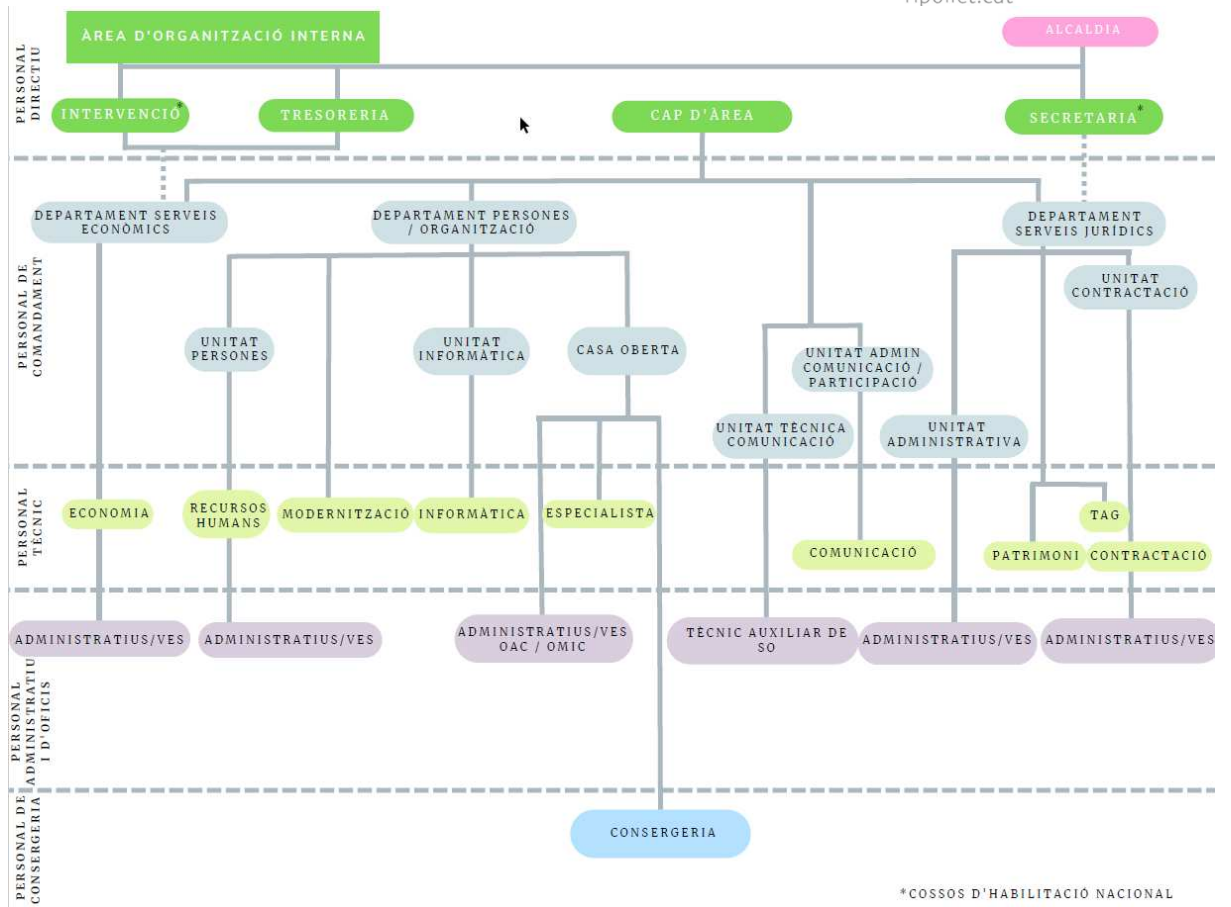 ripollet.cat
ÀREA D'ORGANITZACIÓ INTERNA
ALCALDIA
PERSONAL
DIRECTIU
INTERVENCIÓ*
TRESORERIA
CAP D'ÀREA
SECRETARIA*
PERSONAL DE
COMANDAMENT
DEPARTAMENT SERVEIS
ECONÒMICS
DEPARTAMENT PERSONES
/ ORGANITZACIÓ
DEPARTAMENT
SERVEIS JURÍDICS
UNITAT
CONTRACTACIÓ
UNITAT
PERSONES
UNITAT
INFORMÀTICA
CASA OBERTA
UNITAT ADMIN
COMUNICACIÓ /
PARTICIPACIÓ
UNITAT TÈCNICA
COMUNICACIÓ
UNITAT
ADMINISTRATIVA
PERSONAL
TÈCNIC
ECONOMIA
RECURSOS
HUMANS
MODERNITZACIÓ
INFORMÀTICA
ESPECIALISTA
TAG
COMUNICACIÓ
PATRIMONI
CONTRACTACIÓ
PERSONAL
ADMINISTRATIU
I D'OFICIS
ADMINISTRATIUS/VES
ADMINISTRATIUS/VES
ADMINISTRATIUS/VES
OAC / OMIC
TÈCNIC AUXILIAR DE
SO
ADMINISTRATIUS/VES
ADMINISTRATIUS/VES
PERSONAL DE
CONSERGERIA
CONSERGERIA
*COSSOS D'HABILITACIÓ NACIONAL